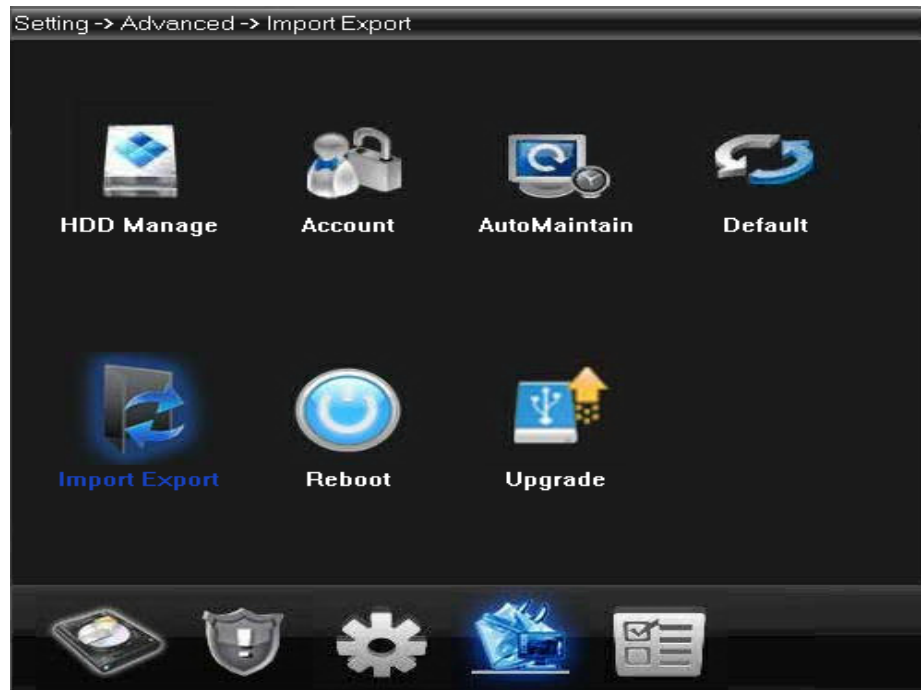 Setting -> Advanced -> Import Export
HDD Manage
Account
AutoMaintain
Default
Import Export
Reboot
Upgrade